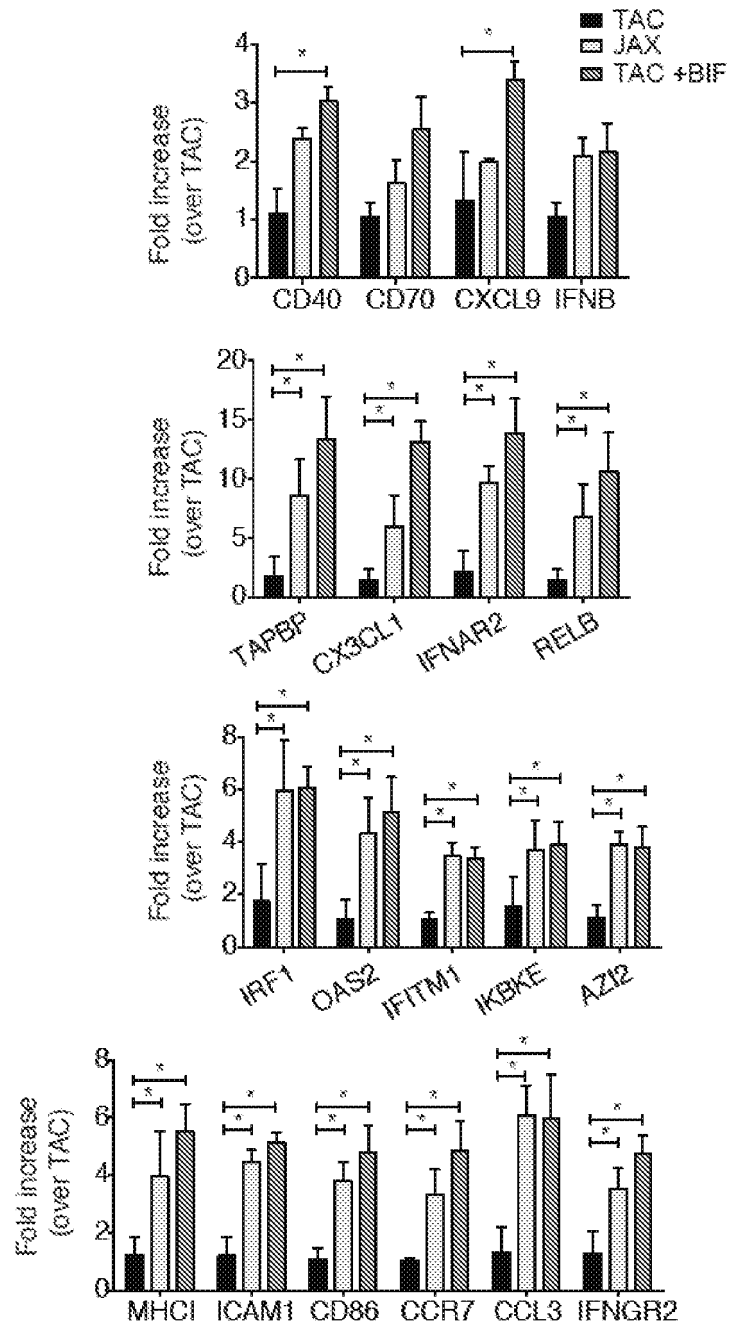 TAC
JAX
TAC +BIF
Fold increase
(over TAC)
4
3
2
1
0
*
*
CD40 CD70 CXCL9 IFNB
Fold increase
(over TAC)
20
15
10
5
0
* * * *
* * * *
TAPBP CX3CL1 IFNAR2 RELB
Fold increase
(over TAC)
8
6
4
2
0
* * * * *
* * * * *
IRF1 OAS2 IFITM1 IKBKE AZI2
Fold increase
(over TAC)
8
6
4
2
0
* * * * * *
* * * * * *
MHCI ICAM1 CD86 CCR7 CCL3 IFNGR2